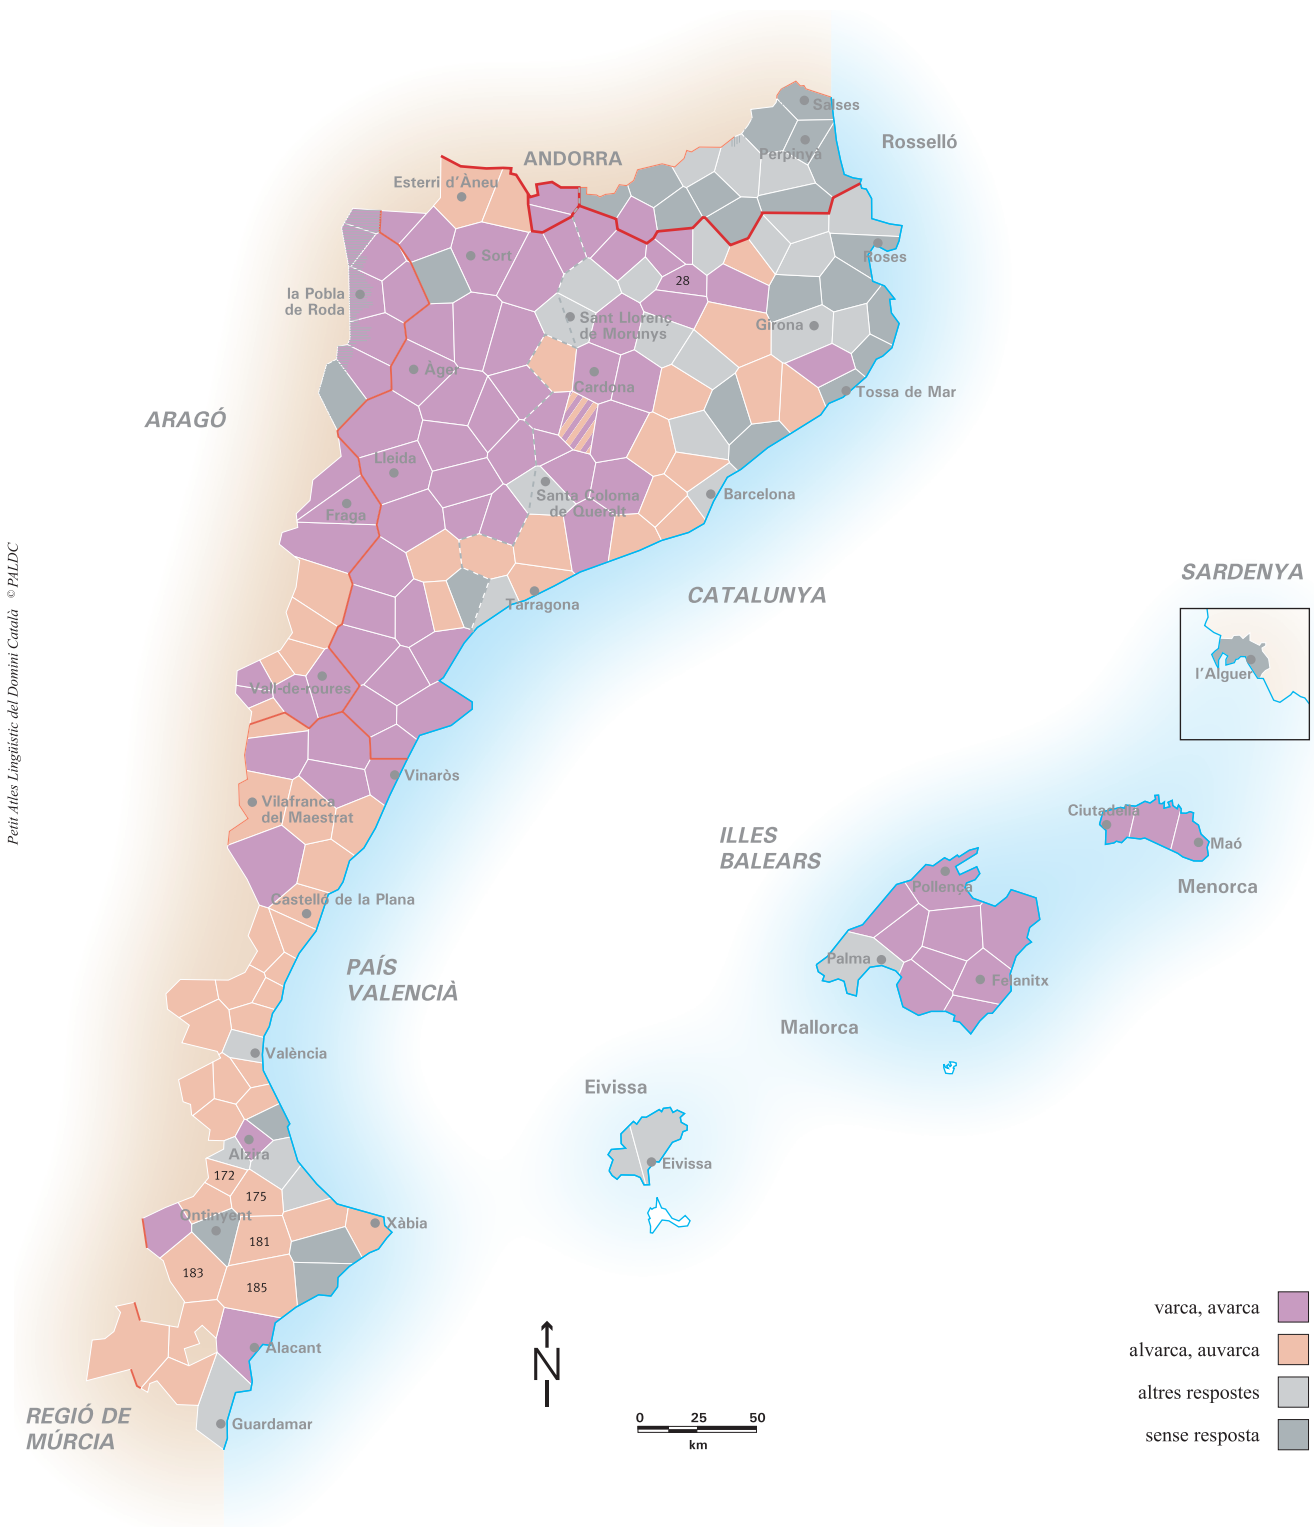 Salses
Rosselló
Perpinyà
ANDORRA
Esterri d'Àneu
Roses
Sort
28
la Pobla
de Roda
Sant Llorenç
de Morunys
Girona
Àger
Cardona
Tossa de Mar
ARAGÓ
Lleida
Santa Coloma
de Queralt
Barcelona
Fraga
Petit Atles Lingüístic del Domini Català © PALDC
SARDENYA
CATALUNYA
Tarragona
l'Alguer
Vall-de-roures
Vinaròs
Vilafranca
del Maestrat
ILLES
BALEARS
Ciutadella
Maó
Menorca
Pollença
Castelló de la Plana
PAÍS
VALENCIÀ
Palma
Felanitx
Mallorca
València
Eivissa
Alzira
Eivissa
172
175
Ontinyent
Xàbia
181
183
185
Alacant
Guardamar
REGIÓ DE
MÚRCIA
N
0 25 50
km
varca, avarca
alvarca, auvarca
altres respostes
sense resposta